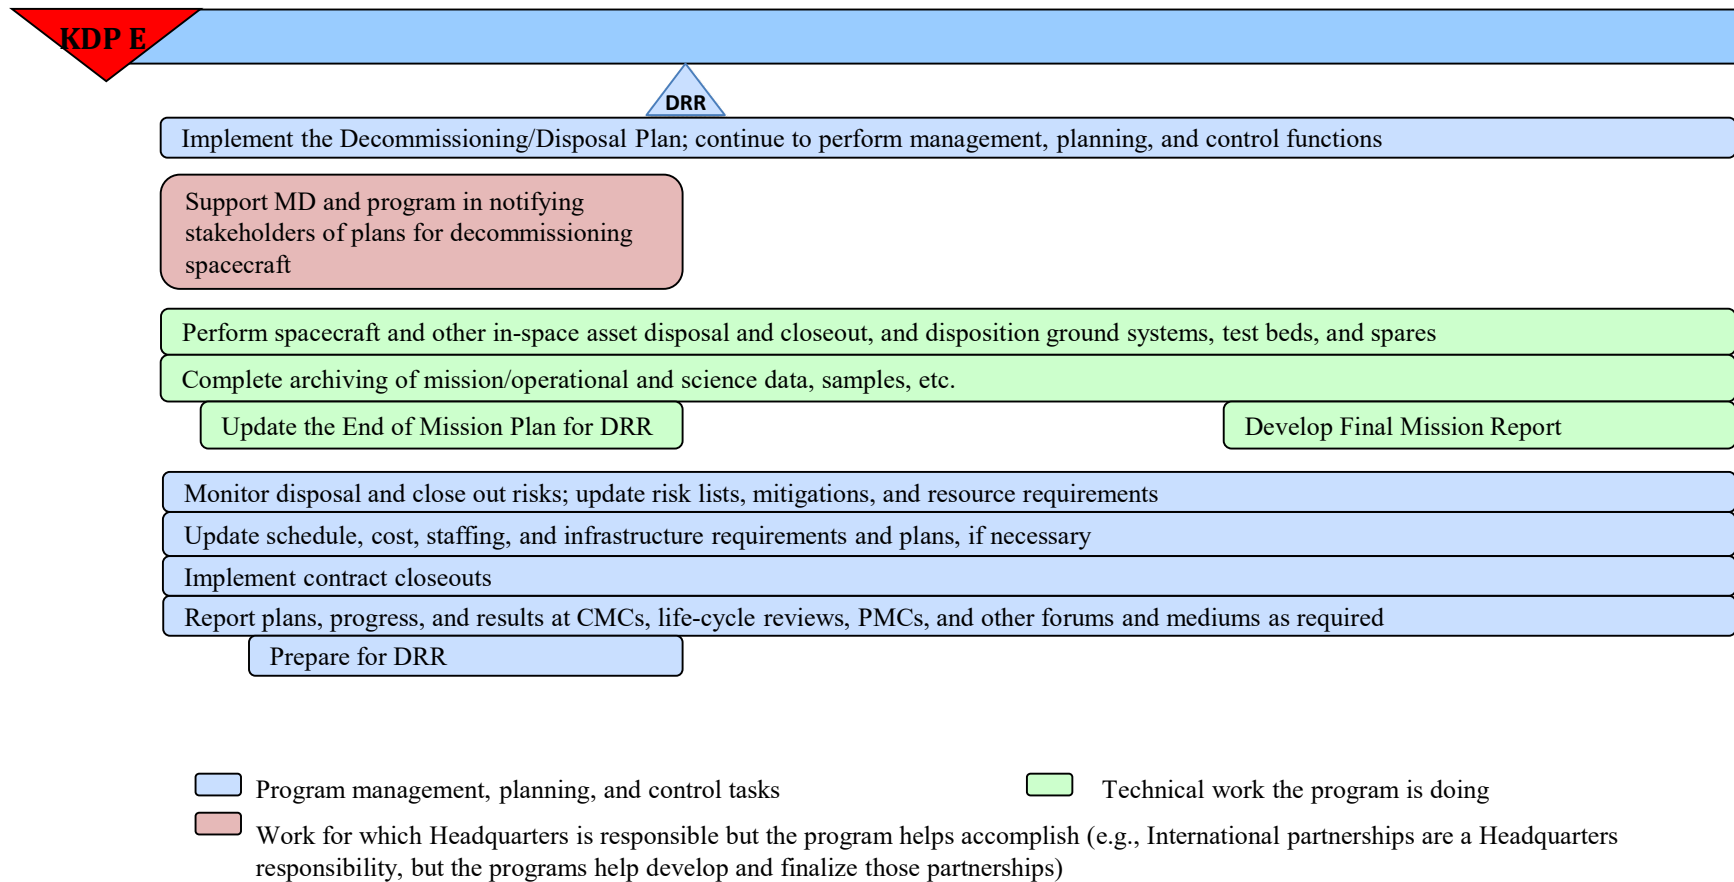 KDP E
DRR
Implement the Decommissioning/Disposal Plan; continue to perform management, planning, and control functions
Support MD and program in notifying
stakeholders of plans for decommissioning
spacecraft
Perform spacecraft and other in-space asset disposal and closeout, and disposition ground systems, test beds, and spares
Complete archiving of mission/operational and science data, samples, etc.
Update the End of Mission Plan for DRR
Develop Final Mission Report
Monitor disposal and close out risks; update risk lists, mitigations, and resource requirements
Update schedule, cost, staffing, and infrastructure requirements and plans, if necessary
Implement contract closeouts
Report plans, progress, and results at CMCs, life-cycle reviews, PMCs, and other forums and mediums as required
Prepare for DRR
Program management, planning, and control tasks
Technical work the program is doing
Work for which Headquarters is responsible but the program helps accomplish (e.g., International partnerships are a Headquarters
responsibility, but the programs help develop and finalize those partnerships)